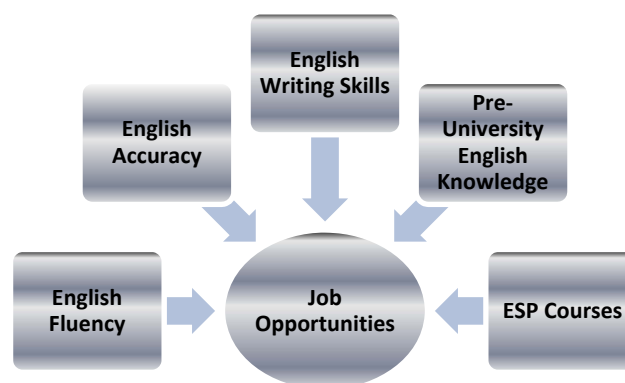 English
Writing Skills
English
Accuracy
Pre-
University
English
Knowledge
English
Fluency
Job
Opportunities
ESP Courses